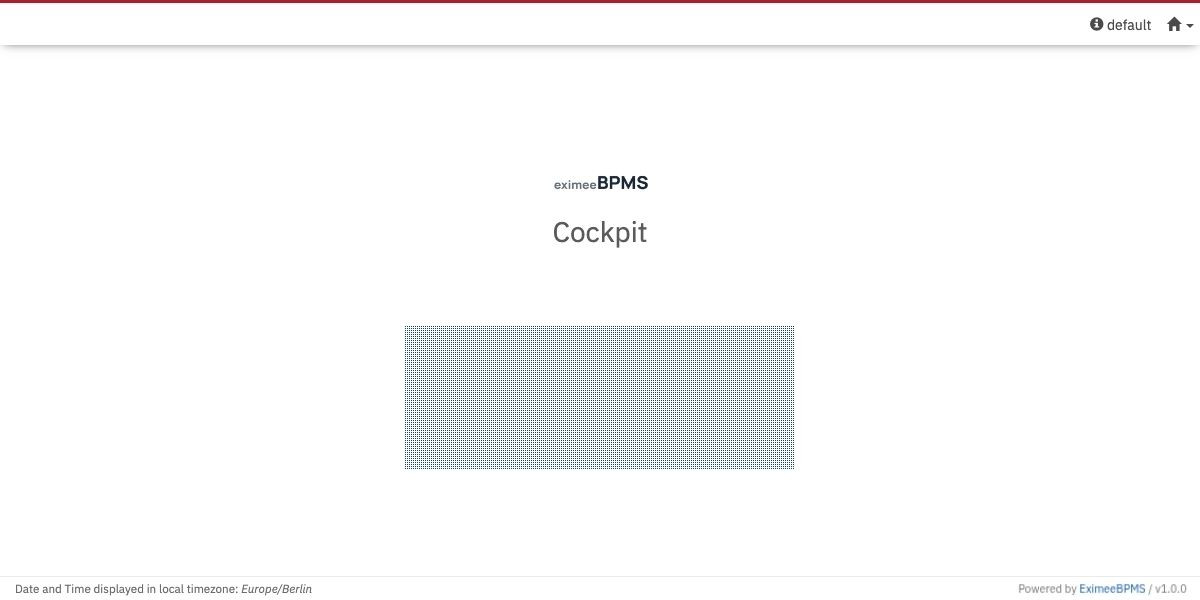 default
eximeeBPMS
Cockpit
Date and Time displayed in local timezone: Europe/Berlin
Powered by EximeeBPMS / v1.0.0